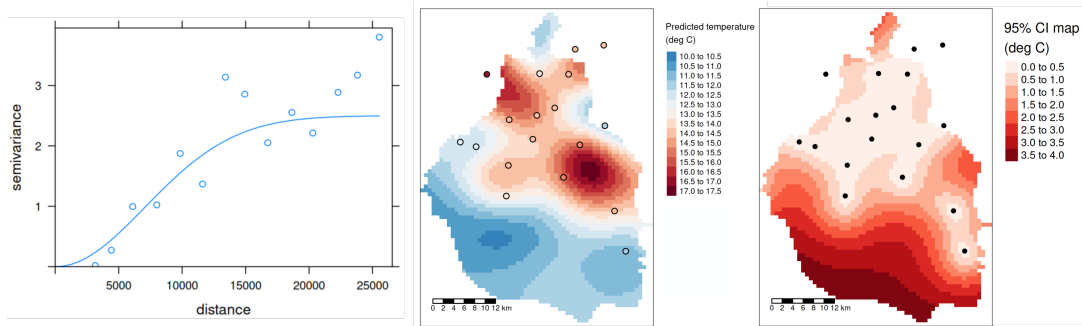 semivariance
3
2
1
5000 10000 15000 20000 25000
distance
Predicted temperature
(deg C)
10.0 to 10.5
10.5 to 11.0
11.0 to 11.5
11.5 to 12.0
12.0 to 12.5
12.5 to 13.0
13.0 to 13.5
13.5 to 14.0
14.0 to 14.5
14.5 to 15.0
15.0 to 15.5
15.5 to 16.0
16.0 to 16.5
16.5 to 17.0
17.0 to 17.5
0 2 4 6 8 10 12 km
95% CI map
(deg C)
0.0 to 0.5
0.5 to 1.0
1.0 to 1.5
1.5 to 2.0
2.0 to 2.5
2.5 to 3.0
3.0 to 3.5
3.5 to 4.0
0 2 4 6 8 10 12 km